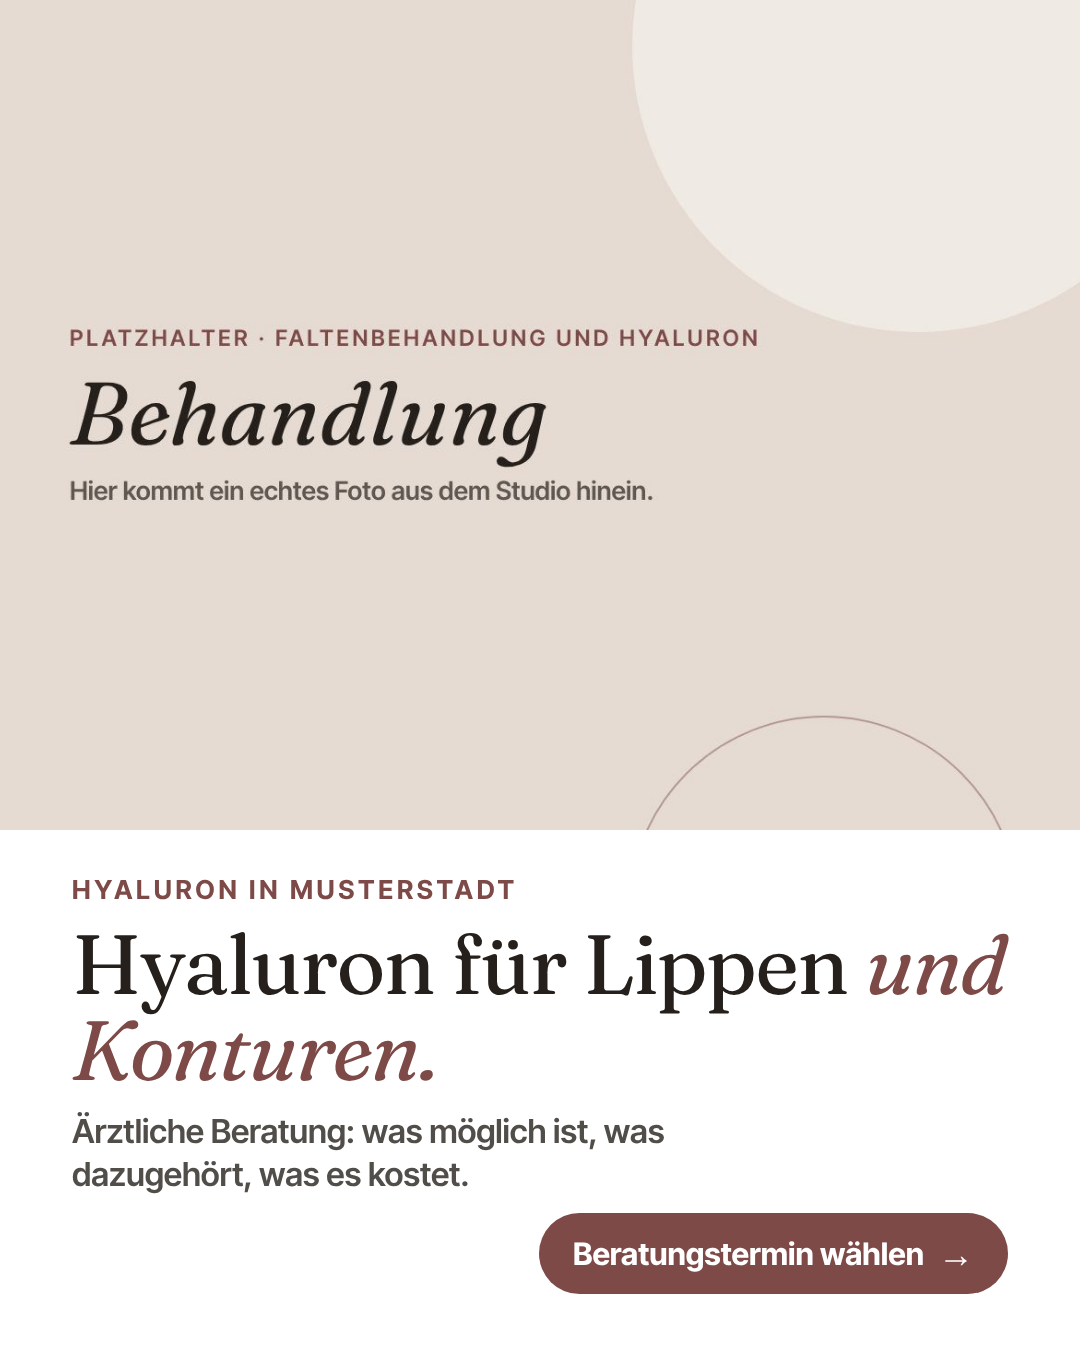 PLATZHALTER · FALTENBEHANDLUNG UND HYALURON
Behandlung
Hier kommt ein echtes Foto aus dem Studio hinein.
HYALURON IN MUSTERSTADT
Hyaluron für Lippen und
Konturen.
Ärztliche Beratung: was möglich ist, was
dazugehört, was es kostet.
Beratungstermin wählen →